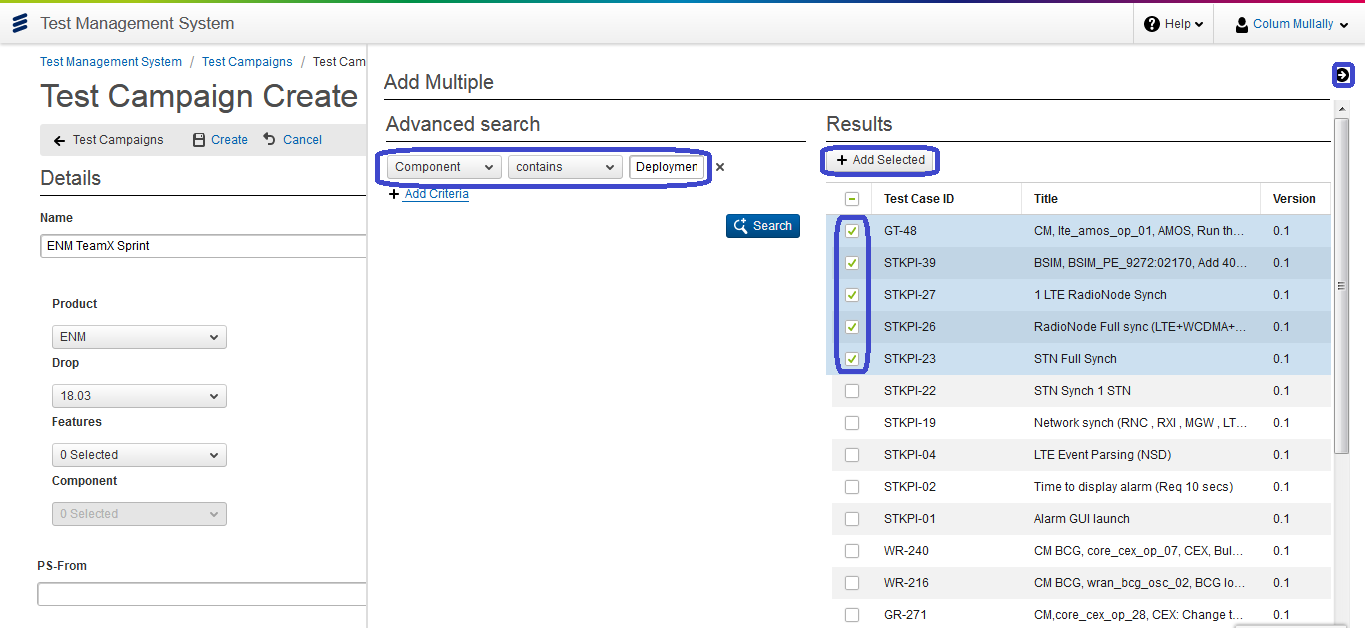 Test Management System
Help
Colum Mullally
Test Management System / Test Campaigns / Test Cam
Test Campaign Create
Test Campaigns
Create
Cancel
Details
Name
ENM TeamX Sprint
Product
ENM
Drop
18.03
Features
0 Selected
Component
0 Selected
PS-From
Add Multiple
Advanced search
Component
contains
Deploymen
Add Criteria
Search
Results
Add Selected
Test Case ID Title Version
GT-48 CM, lte_amos_op_01, AMOS, Run th... 0.1
STKPI-39 BSIM, BSIM_PE_9272:02170, Add 40... 0.1
STKPI-27 1 LTE RadioNode Synch 0.1
STKPI-26 RadioNode Full sync (LTE+WCDMA+... 0.1
STKPI-23 STN Full Synch 0.1
STKPI-22 STN Synch 1 STN 0.1
STKPI-19 Network synch (RNC , RXI , MGW , LT... 0.1
STKPI-04 LTE Event Parsing (NSD) 0.1
STKPI-02 Time to display alarm (Req 10 secs) 0.1
STKPI-01 Alarm GUI launch 0.1
WR-240 CM BCG, core_cex_op_07, CEX, Bul... 0.1
WR-216 CM BCG, wran_bcg_osc_02, BCG lo... 0.1
GR-271 CM,core_cex_op_28, CEX: Change t... 0.1